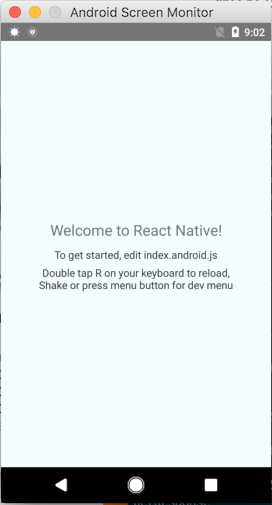 Android Screen Monitor
9:02
Welcome to React Native!
To get started, edit index.android.js
Double tap R on your keyboard to reload,
Shake or press menu button for dev menu